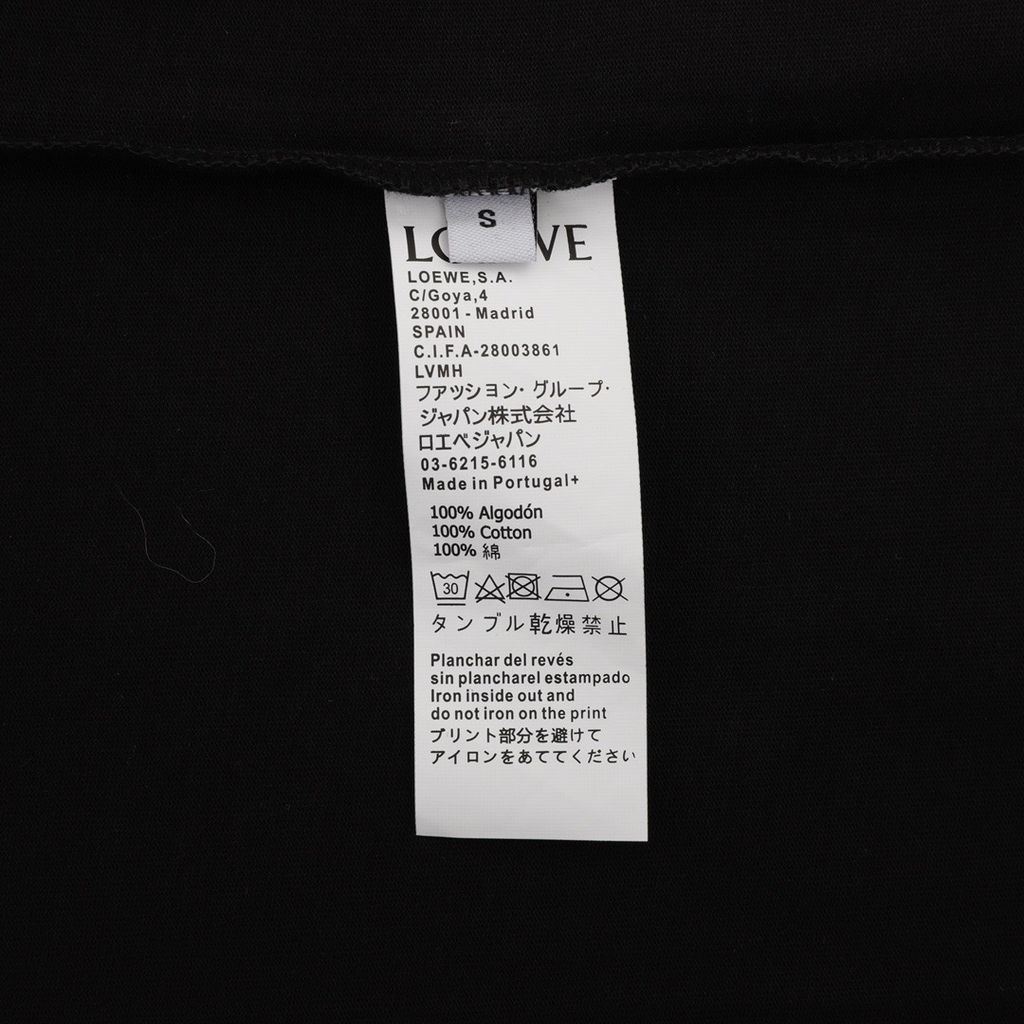 S
LOEWE
LOEWE,S.A.
C/Goya,4
28001 - Madrid
SPAIN
C.I.F.A-28003861
LVMH
ファッション・グループ・
ジャパン株式会社
ロエベジャパン
03-6215-6116
Made in Portugal+
100% Algodón
100% Cotton
100% 綿
30
タンブル乾燥禁止
Planchar del revés
sin plancharel estampado
Iron inside out and
do not iron on the print
プリント部分を避けて
アイロンをあててください